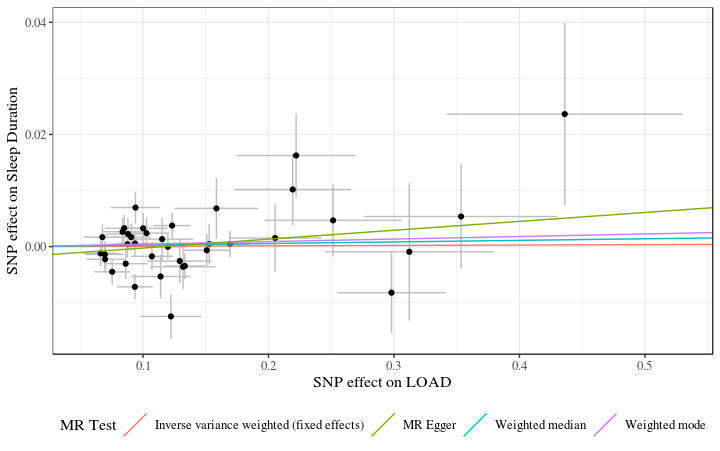 0.04
0.02
0.00
SNP effect on Sleep Duration
0.1 0.2 0.3 0.4 0.5
SNP effect on LOAD
MR Test Inverse variance weighted (fixed effects) MR Egger Weighted median Weighted mode